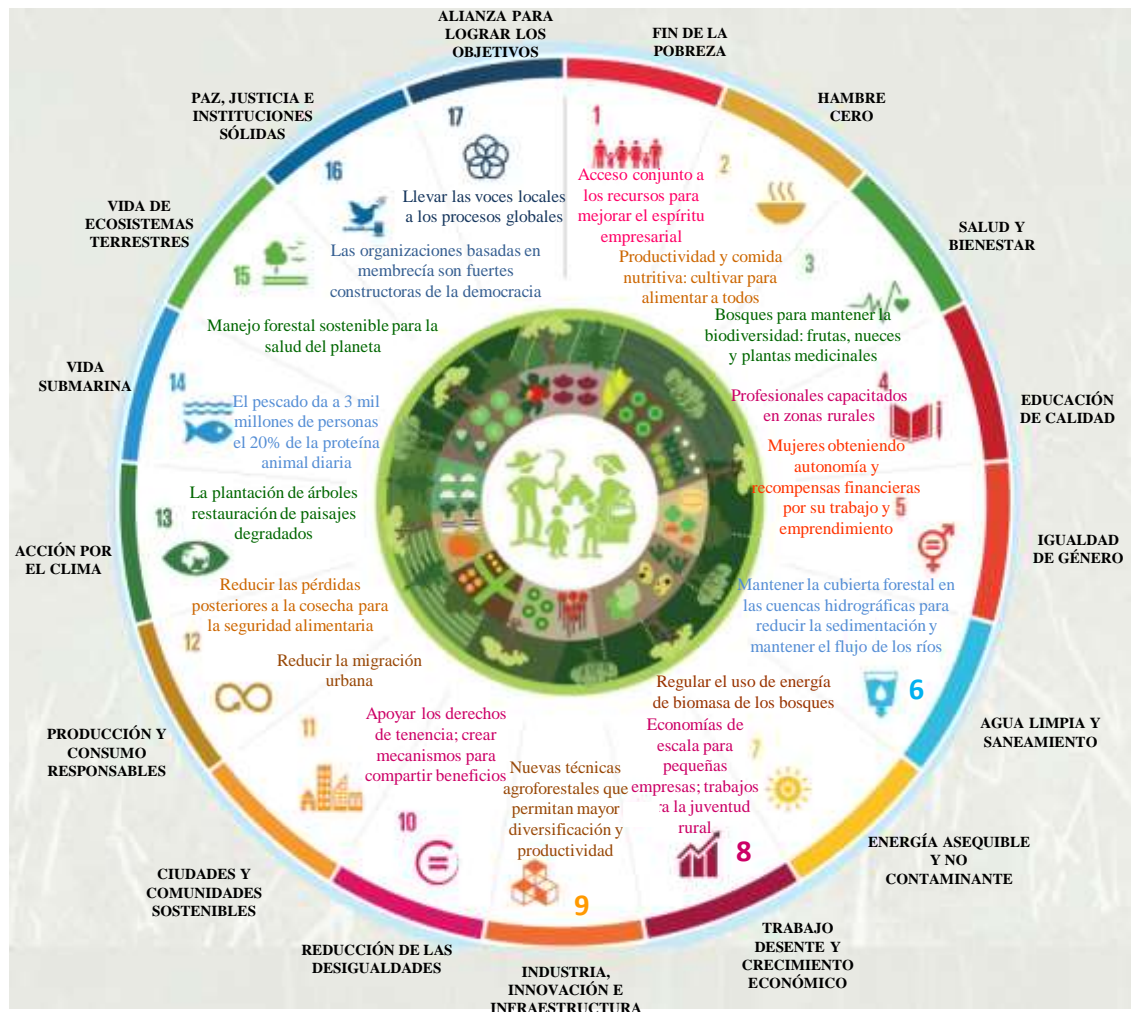 ALIANZA PARA
LOGRAR LOS
OBJETIVOS
17
Llevar las voces locales
a los procesos globales
FIN DE LA
POBREZA
1
Acceso conjunto a
los recursos para
mejorar el espíritu
empresarial
HAMBRE
CERO
2
Productividad y comida
nutritiva: cultivar para
alimentar a todos
SALUD Y
BIENESTAR
3
Bosques para mantener la
biodiversidad: frutas, nueces
y plantas medicinales
EDUCACIÓN
DE CALIDAD
4
Profesionales capacitados
en zonas rurales
IGUALDAD
DE GÉNERO
5
Mujeres obteniendo
autonomía y
recompensas financieras
por su trabajo y
emprendimiento
AGUA LIMPIA Y
SANEAMIENTO
6
Mantener la cubierta forestal en
las cuencas hidrográficas para
reducir la sedimentación y
mantener el flujo de los ríos
ENERGÍA ASEQUIBLE
Y NO
CONTAMINANTE
7
Regular el uso de energía
de biomasa de los bosques
TRABAJO
DESENTE Y
CRECIMIENTO
ECONÓMICO
8
Economías de
escala para
pequeñas
empresas; trabajos
ra la juventud
rural
INDUSTRIA,
INNOVACIÓN E
INFRAESTRUCTURA
9
Nuevas técnicas
agroforestales que
permitan mayor
diversificación y
productividad
REDUCCIÓN DE LAS
DESIGUALDADES
10
Apoyar los derechos
de tenencia; crear
mecanismos para
compartir beneficios
CIUDADES Y
COMUNIDADES
SOSTENIBLES
11
Reducir la migración
urbana
PRODUCCIÓN Y
CONSUMO
RESPONSABLES
12
Reducir las pérdidas
posteriores a la cosecha para
la seguridad alimentaria
ACCIÓN POR
EL CLIMA
13
La plantación de árboles
restauración de paisajes
degradados
VIDA
SUBMARINA
14
El pescado da a 3 mil
millones de personas
el 20% de la proteína
animal diaria
VIDA DE
ECOSISTEMAS
TERRESTRES
15
Manejo forestal sostenible para la
salud del planeta
PAZ, JUSTICIA E
INSTITUCIONES
SÓLIDAS
16
Las organizaciones basadas en
membrecía son fuertes
constructoras de la democracia